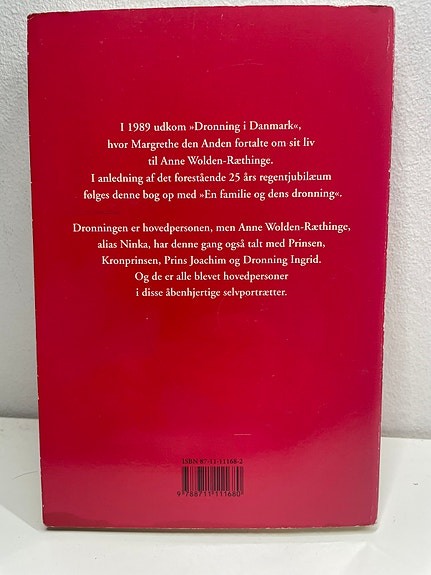 I 1989 udkom »Dronning i Danmark«,
hvor Margrethe den Anden fortalte om sit liv
til Anne Wolden-Ræthinge.
I anledning af det forestående 25 års regentjubilæum
følges denne bog op med »En familie og dens dronning«.
Dronningen er hovedpersonen, men Anne Wolden-Ræthinge,
alias Ninka, har denne gang også talt med Prinsen,
Kronprinsen, Prins Joachim og Dronning Ingrid.
Og de er alle blevet hovedpersoner
i disse åbenhjertige selvportrætter.
ISBN 87-11-11168-2
9 788711 111680